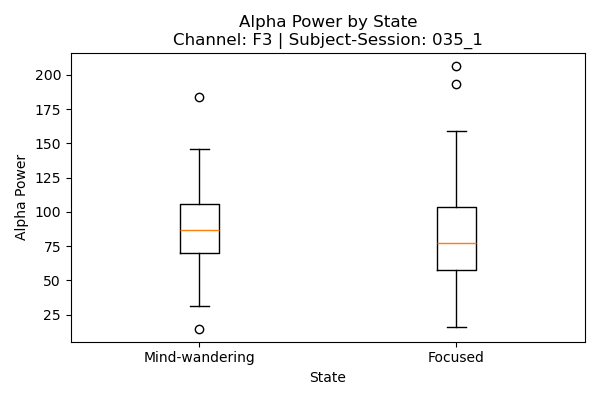 Alpha Power by State
Channel: F3 | Subject-Session: 035_1
200
175
150
125
100
75
50
25
Alpha Power
Mind-wandering
Focused
State